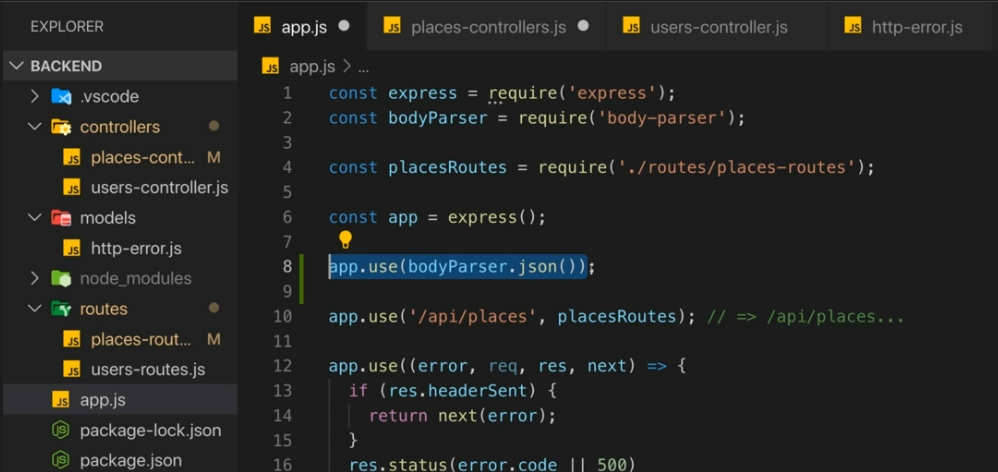 EXPLORER
BACKEND
.vscode
controllers
places-cont... M
users-controller.js
models
http-error.js
node_modules
routes
places-rout... M
users-routes.js
app.js
package-lock.json
package.json
JS app.js
JS places-controllers.js
JS users-controller.js
JS http-error.js
JS app.js > ...
1 const express = require('express');
2 const bodyParser = require('body-parser');
3
4 const placesRoutes = require('./routes/places-routes');
5
6 const app = express();
7
8 app.use(bodyParser.json());
9
10 app.use('/api/places', placesRoutes); // => /api/places...
11
12 app.use((error, req, res, next) => {
13 if (res.headerSent) {
14 return next(error);
15 }
16 res.status(error.code || 500)